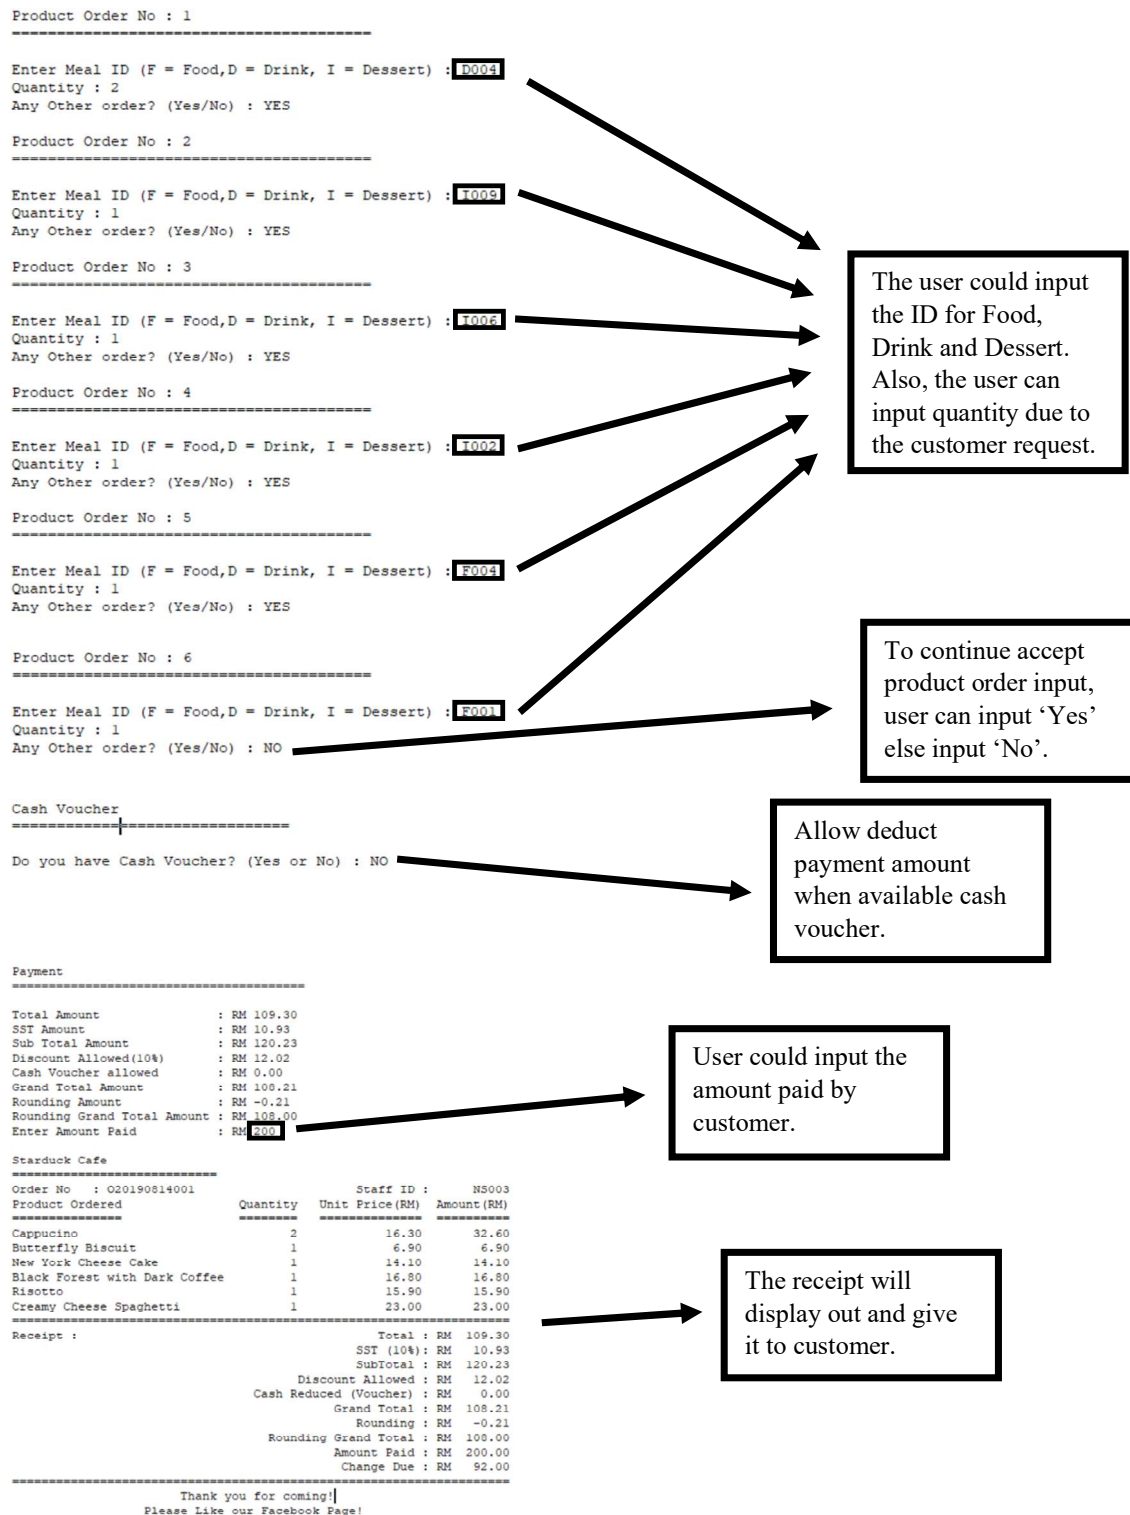 Product Order No : 1
========================================
Enter Meal ID (F = Food,D = Drink, I = Dessert) : D004
Quantity : 2
Any Other order? (Yes/No) : YES
Product Order No : 2
========================================
Enter Meal ID (F = Food,D = Drink, I = Dessert) : I009
Quantity : 1
Any Other order? (Yes/No) : YES
Product Order No : 3
========================================
Enter Meal ID (F = Food,D = Drink, I = Dessert) : I006
Quantity : 1
Any Other order? (Yes/No) : YES
Product Order No : 4
========================================
Enter Meal ID (F = Food,D = Drink, I = Dessert) : I002
Quantity : 1
Any Other order? (Yes/No) : YES
Product Order No : 5
========================================
Enter Meal ID (F = Food,D = Drink, I = Dessert) : F004
Quantity : 1
Any Other order? (Yes/No) : YES
Product Order No : 6
========================================
Enter Meal ID (F = Food,D = Drink, I = Dessert) : F001
Quantity : 1
Any Other order? (Yes/No) : NO
The user could input
the ID for Food,
Drink and Dessert.
Also, the user can
input quantity due to
the customer request.
To continue accept
product order input,
user can input ‘Yes’
else input ‘No’.
Cash Voucher
===============================
Do you have Cash Voucher? (Yes or No) : NO
Allow deduct
payment amount
when available cash
voucher.
Payment
========================================
Total Amount : RM 109.30
SST Amount : RM 10.93
Sub Total Amount : RM 120.23
Discount Allowed(10%) : RM 12.02
Cash Voucher allowed : RM 0.00
Grand Total Amount : RM 108.21
Rounding Amount : RM -0.21
Rounding Grand Total Amount : RM 108.00
Enter Amount Paid : RM 200
User could input the
amount paid by
customer.
Starduck Cafe
============================
Order No : O20190814001 Staff ID : NS003
Product Ordered Quantity Unit Price(RM) Amount(RM)
=============== ======== ============== ==========
Cappucino 2 16.30 32.60
Butterfly Biscuit 1 6.90 6.90
New York Cheese Cake 1 14.10 14.10
Black Forest with Dark Coffee 1 16.80 16.80
Risotto 1 15.90 15.90
Creamy Cheese Spaghetti 1 23.00 23.00
====================================================================
Receipt : Total : RM 109.30
SST (10%): RM 10.93
SubTotal : RM 120.23
Discount Allowed : RM 12.02
Cash Reduced (Voucher) : RM 0.00
Grand Total : RM 108.21
Rounding : RM -0.21
Rounding Grand Total : RM 108.00
Amount Paid : RM 200.00
Change Due : RM 92.00
====================================================================
Thank you for coming!
Please Like our Facebook Page!
The receipt will
display out and give
it to customer.